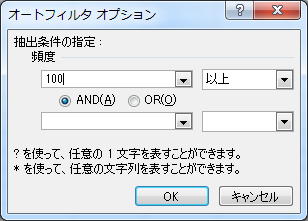 オートフィルタ オプション
抽出条件の指定：
頻度
100 以上
AND(A) OR(O)
? を使って、任意の 1 文字を表すことができます。
* を使って、任意の文字列を表すことができます。
OK キャンセル